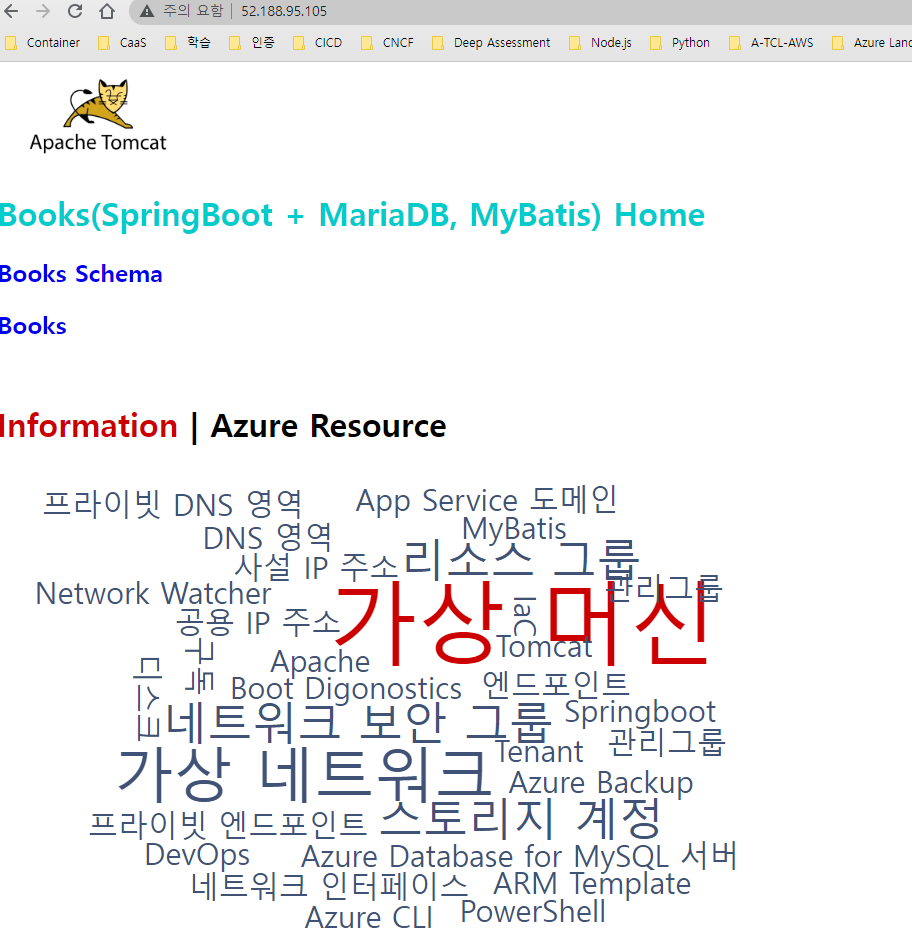 주의 요함 | 52.188.95.105
Container CaaS 학습 인증 CICD CNCF Deep Assessment Node.js Python A-TCL-AWS Azure Land
Apache Tomcat
Books(SpringBoot + MariaDB, MyBatis) Home
Books Schema
Books
Information | Azure Resource
프라이빗 DNS 영역
App Service 도메인
DNS 영역
MyBatis
사설 IP 주소
리소스 그룹
Network Watcher
관리그룹
가상 머신
IaC
공용 IP 주소
Tomcat
구독
Apache
디스크
Boot Digonostics
엔드포인트
네트워크 보안 그룹
Springboot
Tenant
관리그룹
가상 네트워크
Azure Backup
프라이빗 엔드포인트
스토리지 계정
DevOps
Azure Database for MySQL 서버
네트워크 인터페이스
ARM Template
Azure CLI
PowerShell